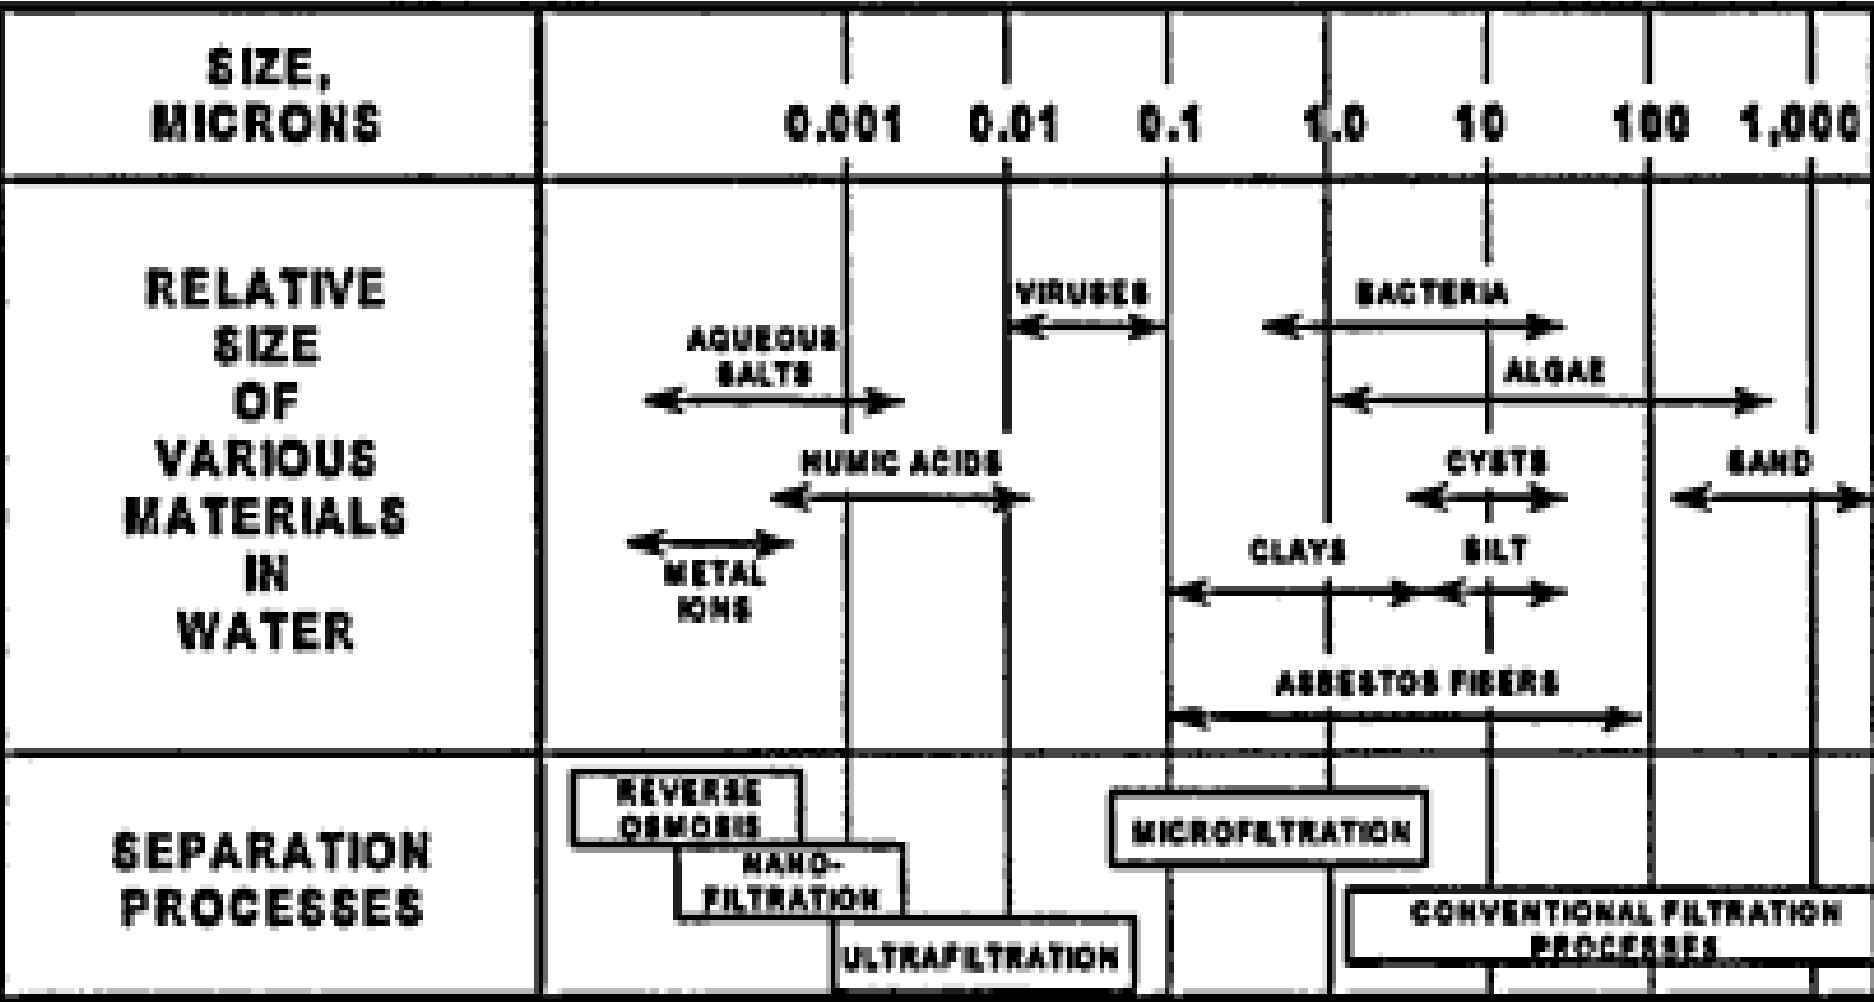 SIZE,
MICRONS
0.001 0.01 0.1 1.0 10 100 1,000
RELATIVE
SIZE
OF
VARIOUS
MATERIALS
IN
WATER
VIRUSES
BACTERIA
AQUEOUS
SALTS
ALGAE
HUMIC ACIDS
CYSTS
SAND
METAL
IONS
CLAYS
SILT
ASBESTOS FIBERS
SEPARATION
PROCESSES
REVERSE
OSMOSIS
NANO-
FILTRATION
ULTRAFILTRATION
MICROFILTRATION
CONVENTIONAL FILTRATION
PROCESSES